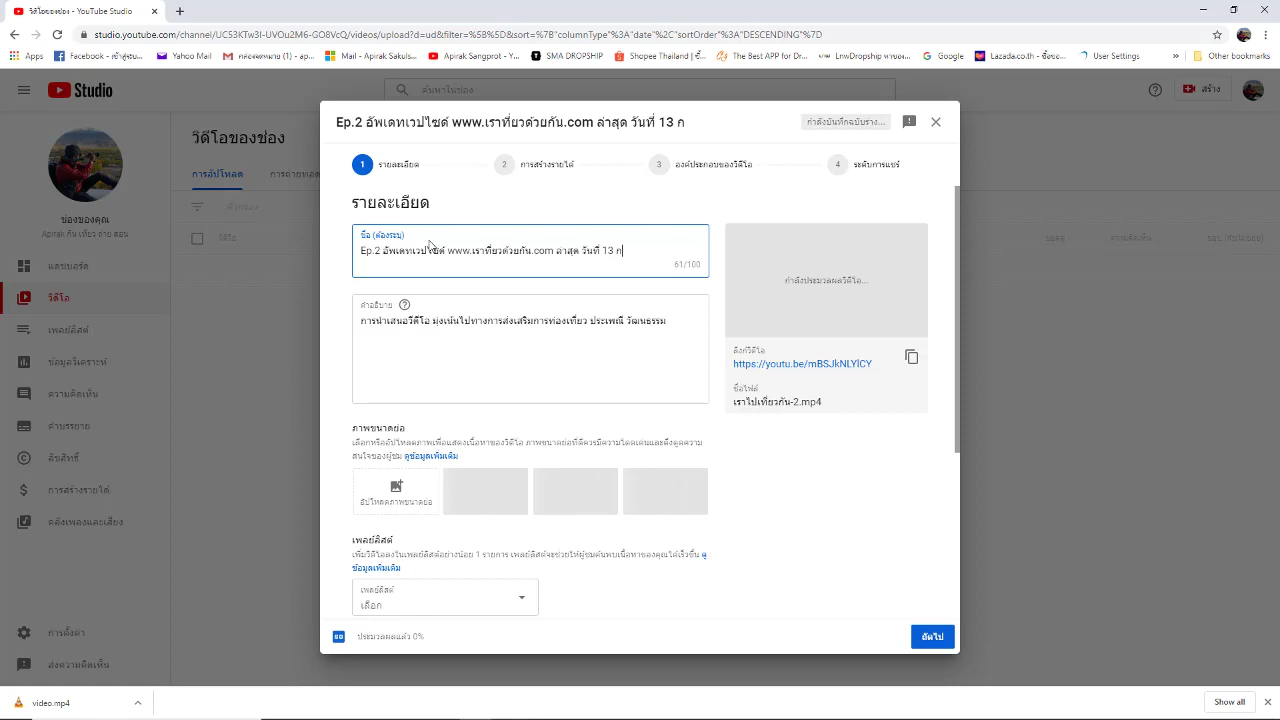 วิดีโอของช่อง - YouTube Studio
studio.youtube.com/channel/UC53KTw3I-IVOu2M6-GO8VcQ/videos/upload?d=ud&filter=%5B%5D&sort=%7B"columnType"%3A"date"%2C"sortOrder"%3A"DESCENDING"%7D
Apps Facebook - เข้าสู่ระบ... Yahoo Mail กล่องจดหมาย (1) - ap... Mail - Apirak Sakuls... Apirak Sangprot - Y... SMA DROPSHIP Shopee Thailand | ซื้... The Best APP For D... LnwDropship หาของ... Google Lazada.co.th - ซื้อของ... User Settings » Other bookmarks
Studio
ค้นหาในช่อง
สร้าง
ช่องของคุณ
Apirak กิน เที่ยว ถ่าย สอน
แดชบอร์ด
วิดีโอ
เพลย์ลิสต์
ข้อมูลวิเคราะห์
ความคิดเห็น
คำบรรยาย
ลิขสิทธิ์
การสร้างรายได้
คลังเพลงและเสียง
การตั้งค่า
ส่งความคิดเห็น
วิดีโอของช่อง
การอัปโหลด
วิดีโอ
Ep.2 อัพเดทเวปไซด์ www.เราที่ยวด้วยกัน.com ล่าสุด วันที่ 13 ก
กำลังบันทึกฉบับร่าง...
1 รายละเอียด
2 การสร้างรายได้
3 องค์ประกอบของวิดีโอ
4 ระดับการแชร์
รายละเอียด
ชื่อ (ต้องระบุ)
Ep.2 อัพเดทเวปไซด์ www.เราที่ยวด้วยกัน.com ล่าสุด วันที่ 13 ก
61/100
คำอธิบาย
การนำเสนอวีดีโอ มุ่งเน้นไปทางการส่งเสริมการท่องเที่ยว ประเพณี วัฒนธรรม
ภาพขนาดย่อ
เลือกหรืออัปโหลดภาพเพื่อแสดงเนื้อหาของวิดีโอ ภาพขนาดย่อที่ดีควรมีความโดดเด่นและดึงดูดความ
สนใจของผู้ชม ดูข้อมูลเพิ่มเติม
อัปโหลดภาพขนาดย่อ
เพลย์ลิสต์
เพิ่มวิดีโอลงในเพลย์ลิสต์อย่างน้อย 1 รายการ เพลย์ลิสต์จะช่วยให้ผู้ชมค้นพบเนื้อหาของคุณได้เร็วขึ้น ดู
ข้อมูลเพิ่มเติม
เพลย์ลิสต์
เลือก
กำลังประมวลผลวิดีโอ...
ลิงก์วิดีโอ
https://youtu.be/mBSJkNLYlCY
ชื่อไฟล์
เราไปเที่ยวกัน-2.mp4
ประมวลผลแล้ว 0%
ถัดไป
video.mp4
Show all